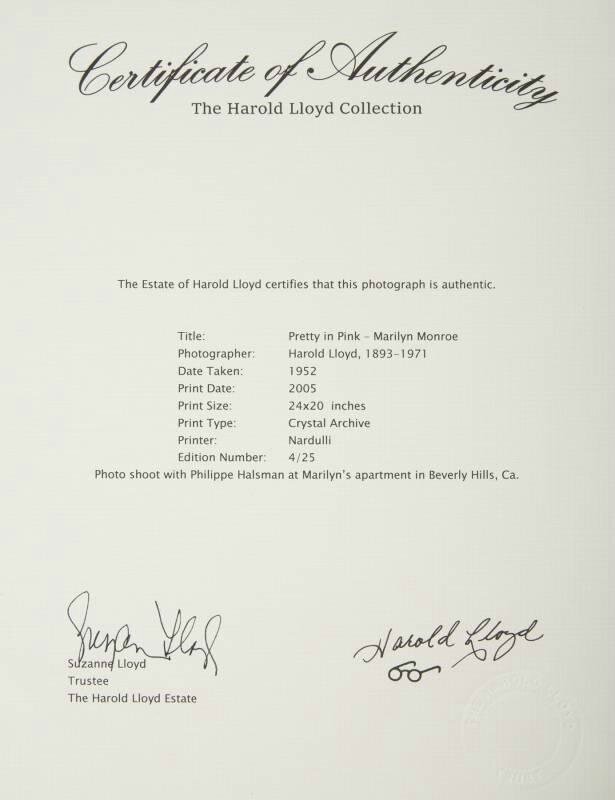 Certificate of Authenticity
The Harold Lloyd Collection
The Estate of Harold Lloyd certifies that this photograph is authentic.
Title: Pretty in Pink – Marilyn Monroe
Photographer: Harold Lloyd, 1893–1971
Date Taken: 1952
Print Date: 2005
Print Size: 24x20 inches
Print Type: Crystal Archive
Printer: Nardulli
Edition Number: 4/25
Photo shoot with Philippe Halsman at Marilyn's apartment in Beverly Hills, Ca.
Suzanne Lloyd
Harold Lloyd
Suzanne Lloyd
Trustee
The Harold Lloyd Estate